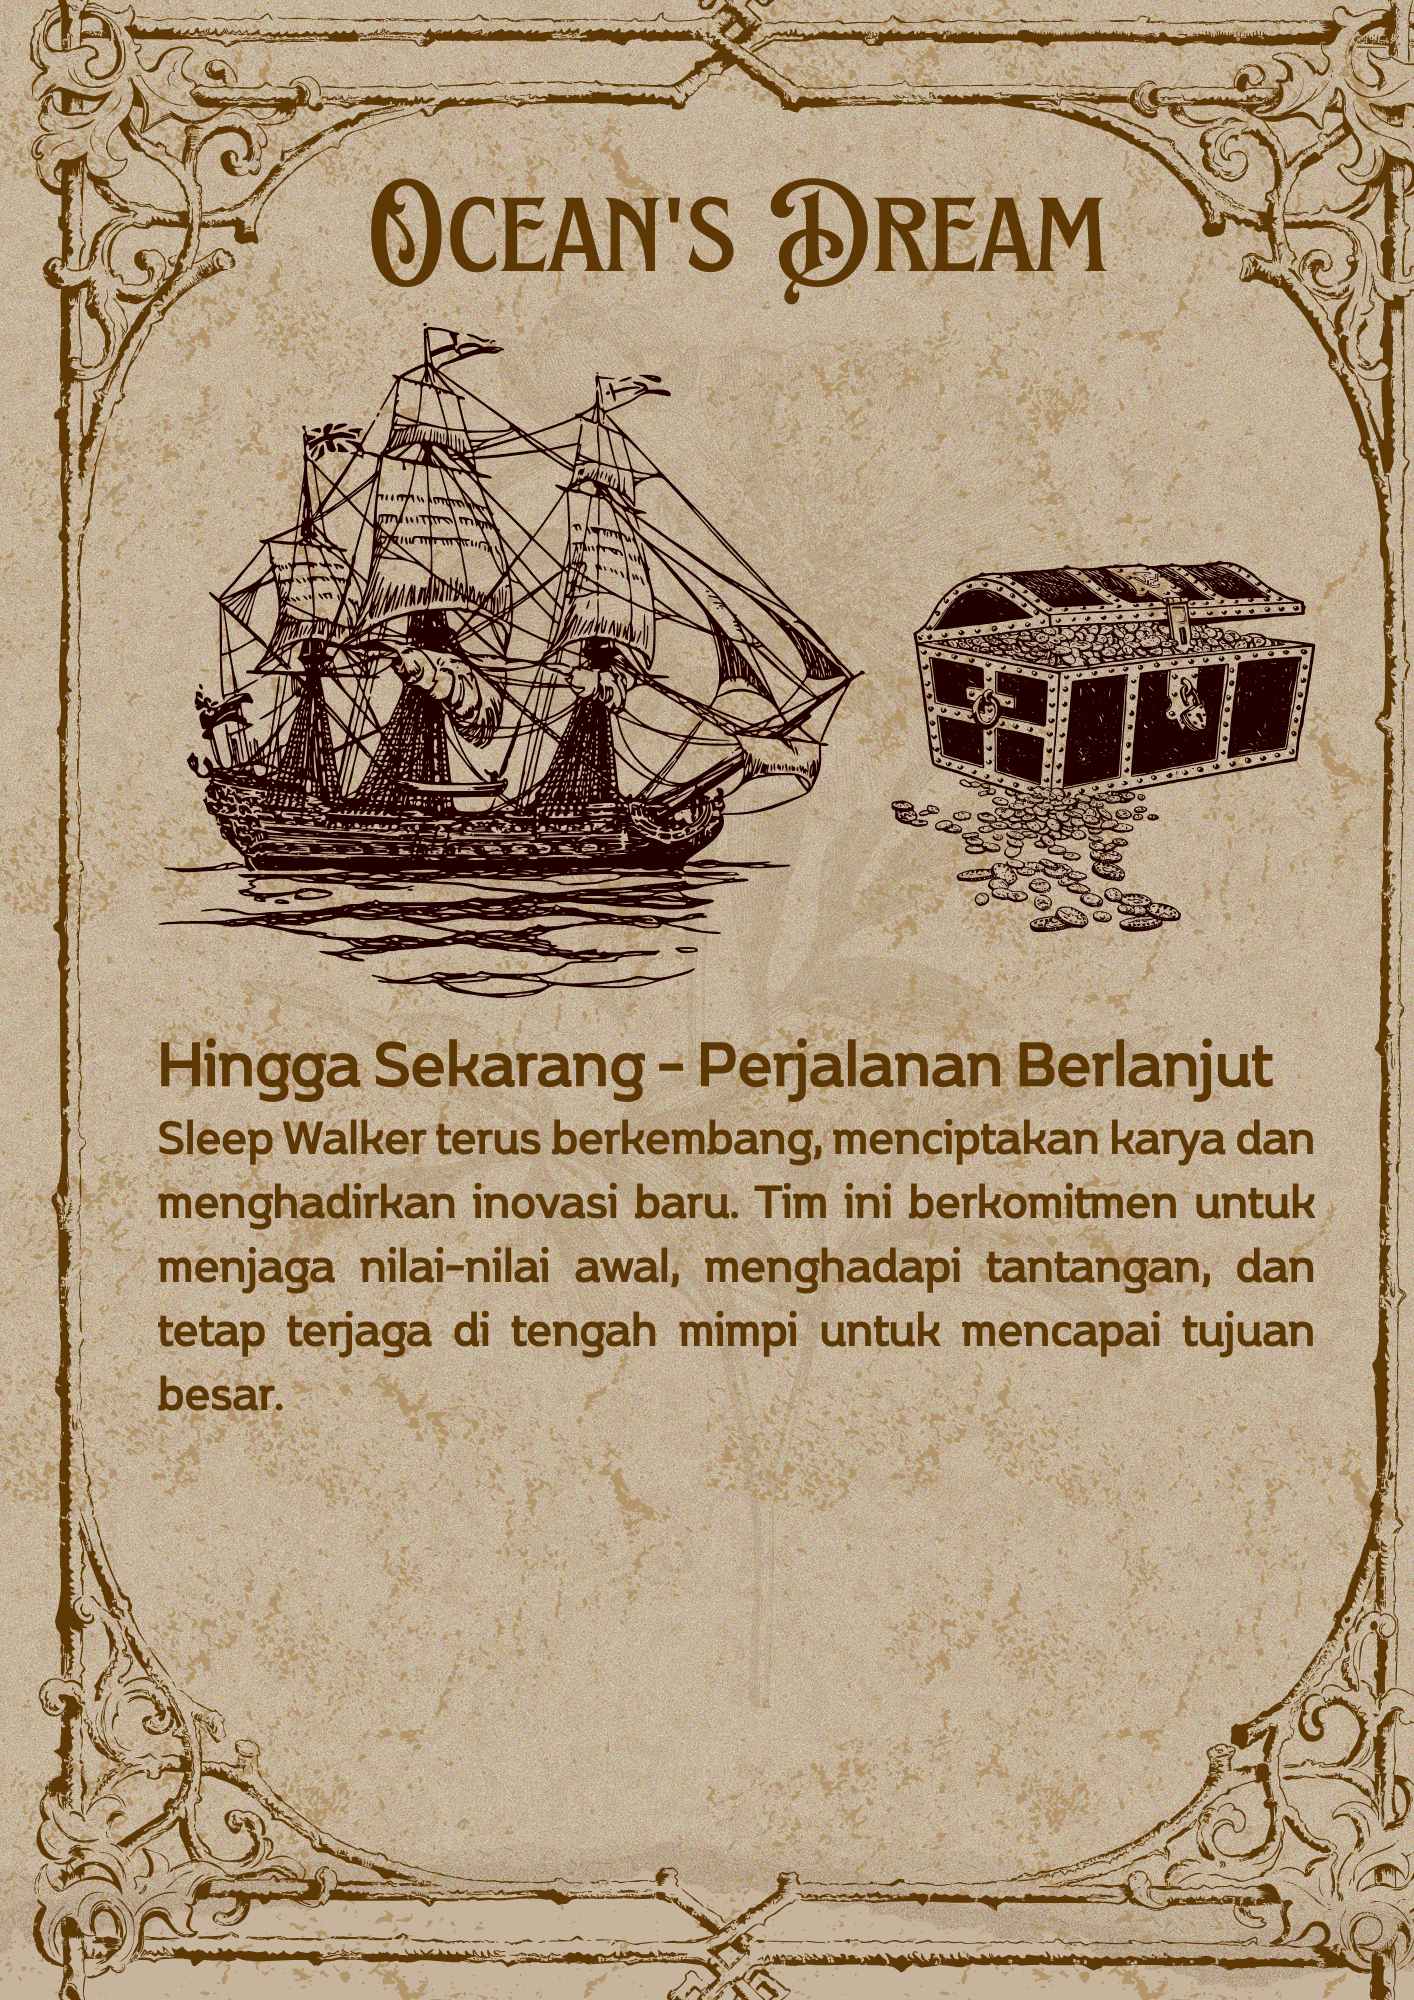 Ocean's Dream
Hingga Sekarang - Perjalanan Berlanjut
Sleep Walker terus berkembang, menciptakan karya dan
menghadirkan inovasi baru. Tim ini berkomitmen untuk
menjaga nilai-nilai awal, menghadapi tantangan, dan
tetap terjaga di tengah mimpi untuk mencapai tujuan
besar.